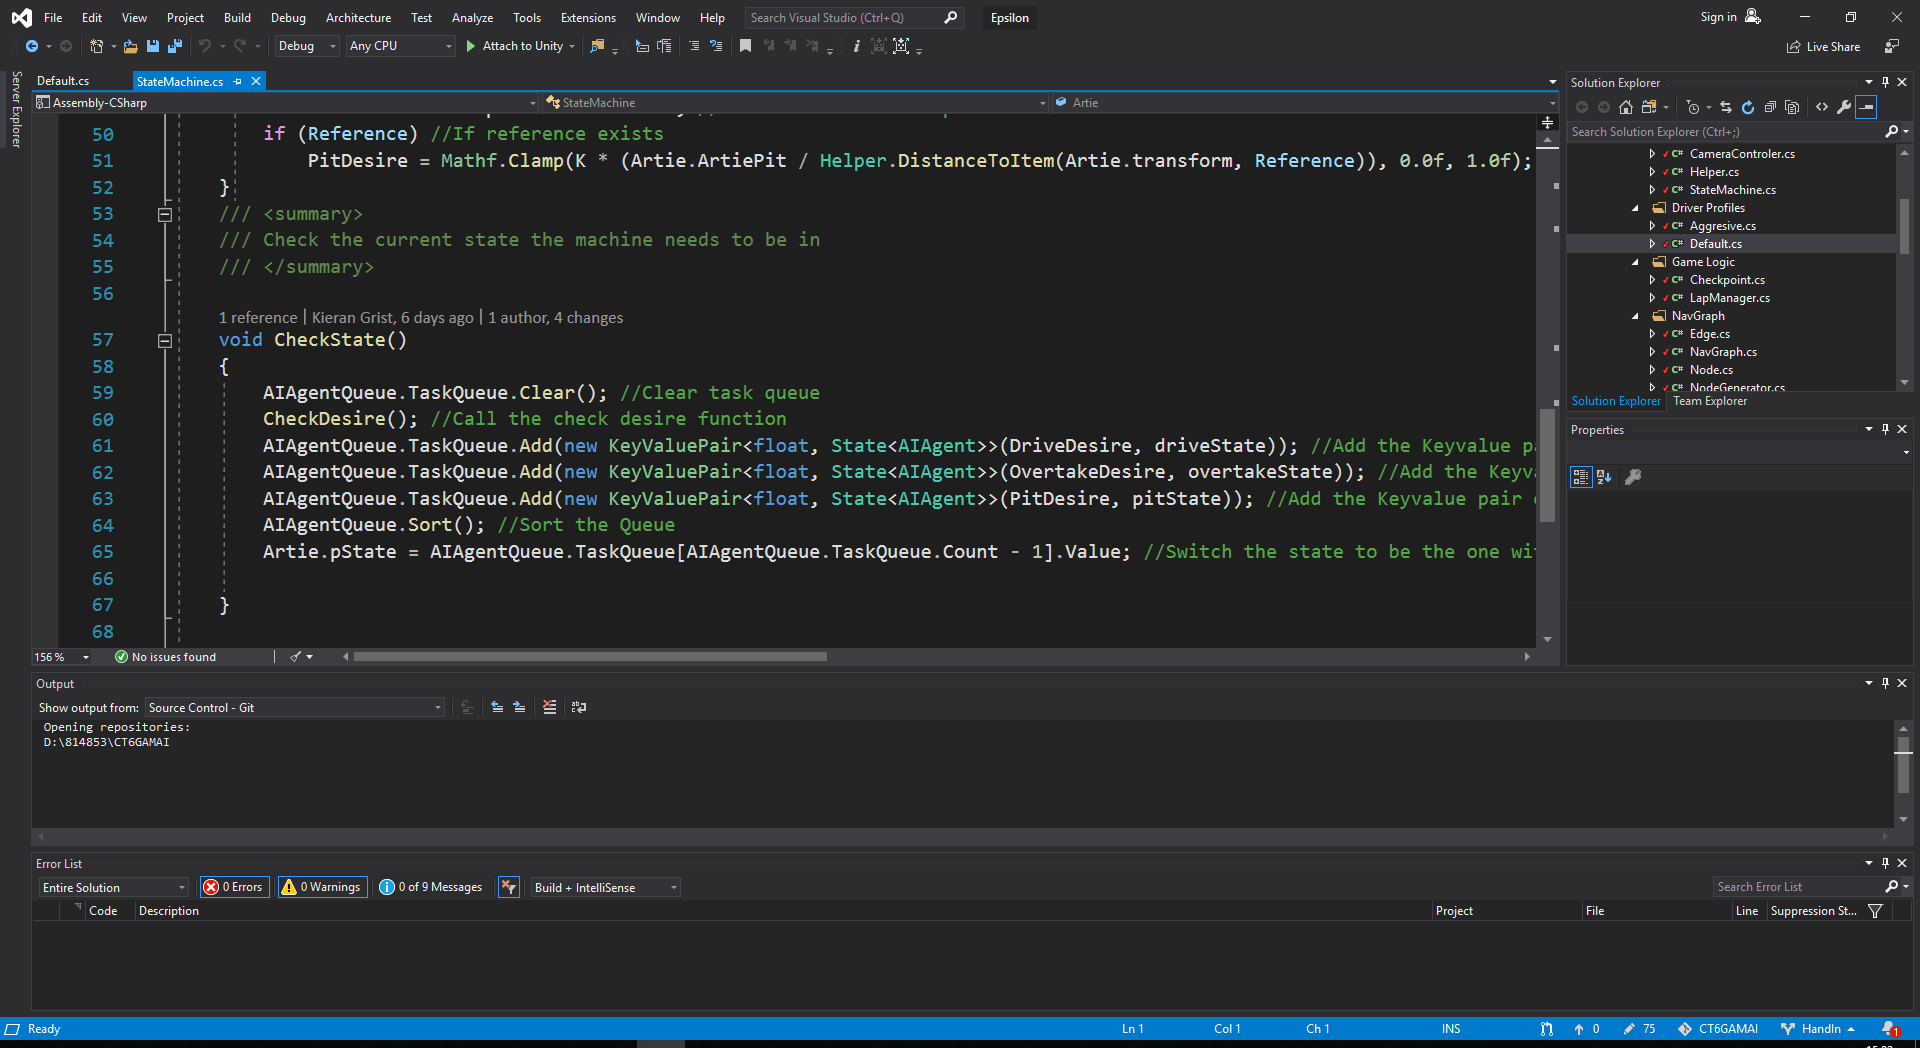 File Edit View Project Build Debug Architecture Test Analyze Tools Extensions Window Help Search Visual Studio (Ctrl+Q) Epsilon Sign in
Debug Any CPU Attach to Unity Live Share
Server Explorer
Default.cs StateMachine.cs
Assembly-CSharp StateMachine Artie
50 if (Reference) //If reference exists
51 PitDesire = Mathf.Clamp(K * (Artie.ArtiePit / Helper.DistanceToItem(Artie.transform, Reference)), 0.0f, 1.0f);
52 }
53 /// <summary>
54 /// Check the current state the machine needs to be in
55 /// </summary>
56
1 reference | Kieran Grist, 6 days ago | 1 author, 4 changes
57 void CheckState()
58 {
59 AIAgentQueue.TaskQueue.Clear(); //Clear task queue
60 CheckDesire(); //Call the check desire function
61 AIAgentQueue.TaskQueue.Add(new KeyValuePair<float, State<AIAgent>>(DriveDesire, driveState)); //Add the Keyvalue pa
62 AIAgentQueue.TaskQueue.Add(new KeyValuePair<float, State<AIAgent>>(OvertakeDesire, overtakeState)); //Add the Keyv
63 AIAgentQueue.TaskQueue.Add(new KeyValuePair<float, State<AIAgent>>(PitDesire, pitState)); //Add the Keyvalue pair
64 AIAgentQueue.Sort(); //Sort the Queue
65 Artie.pState = AIAgentQueue.TaskQueue[AIAgentQueue.TaskQueue.Count - 1].Value; //Switch the state to be the one wi
66
67 }
68
156 % No issues found
Solution Explorer
Search Solution Explorer (Ctrl+;)
C# CameraControler.cs
C# Helper.cs
C# StateMachine.cs
Driver Profiles
C# Aggresive.cs
C# Default.cs
Game Logic
C# Checkpoint.cs
C# LapManager.cs
NavGraph
C# Edge.cs
C# NavGraph.cs
C# Node.cs
C# NodeGenerator.cs
Solution Explorer Team Explorer
Properties
Output
Show output from: Source Control - Git
Opening repositories:
D:\814853\CT6GAMAI
Error List
Entire Solution 0 Errors 0 Warnings 0 of 9 Messages Build + IntelliSense Search Error List
Code Description Project File Line Suppression St...
Ready Ln 1 Col 1 Ch 1 INS 0 75 CT6GAMAI HandIn 1